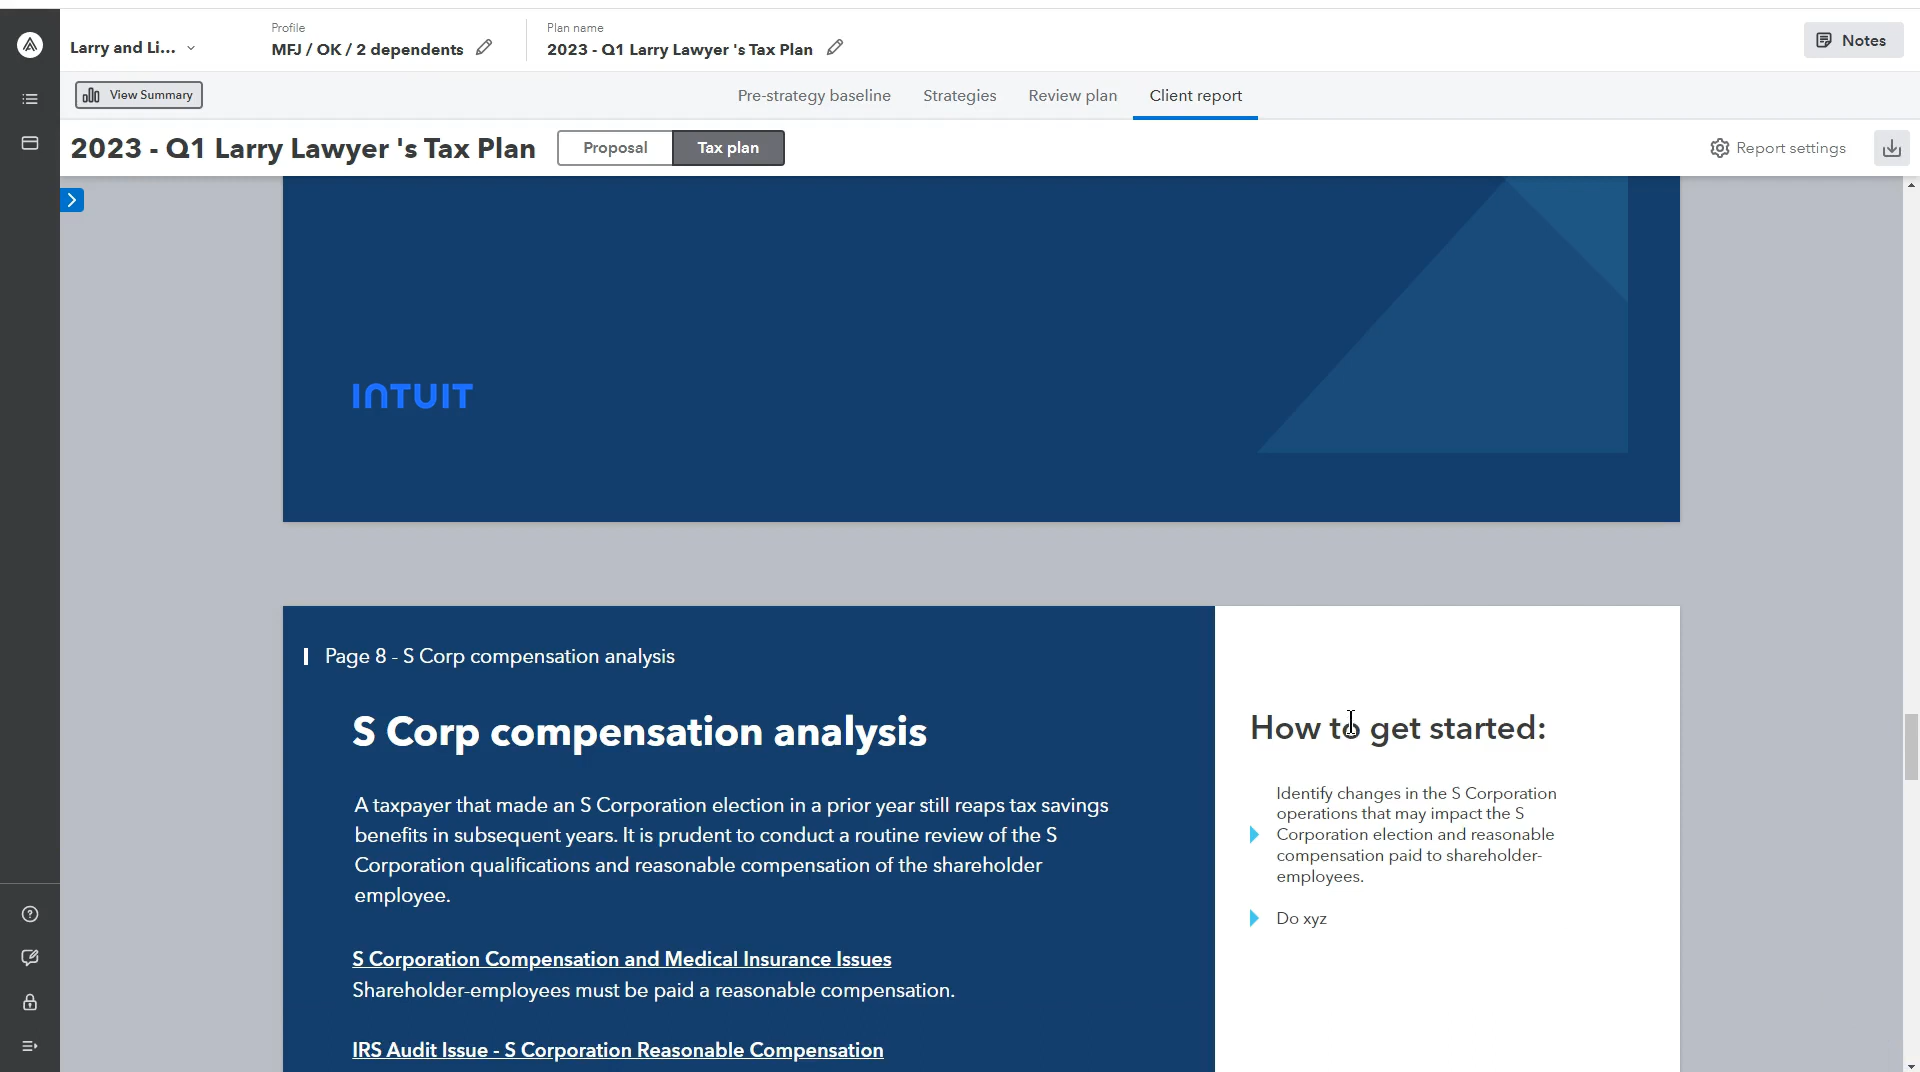 Profile
Plan name
Larry and Li...
MFJ / OK / 2 dependents
2023 - Q1 Larry Lawyer 's Tax Plan
Notes
View Summary
Pre-strategy baseline
Strategies
Review plan
Client report
2023 - Q1 Larry Lawyer 's Tax Plan
Proposal
Tax plan
Report settings
INTUIT
Page 8 - S Corp compensation analysis
S Corp compensation analysis
A taxpayer that made an S Corporation election in a prior year still reaps tax savings
benefits in subsequent years. It is prudent to conduct a routine review of the S
Corporation qualifications and reasonable compensation of the shareholder
employee.
S Corporation Compensation and Medical Insurance Issues
Shareholder-employees must be paid a reasonable compensation.
IRS Audit Issue - S Corporation Reasonable Compensation
How to get started:
Identify changes in the S Corporation
operations that may impact the S
Corporation election and reasonable
compensation paid to shareholder-
employees.
Do xyz